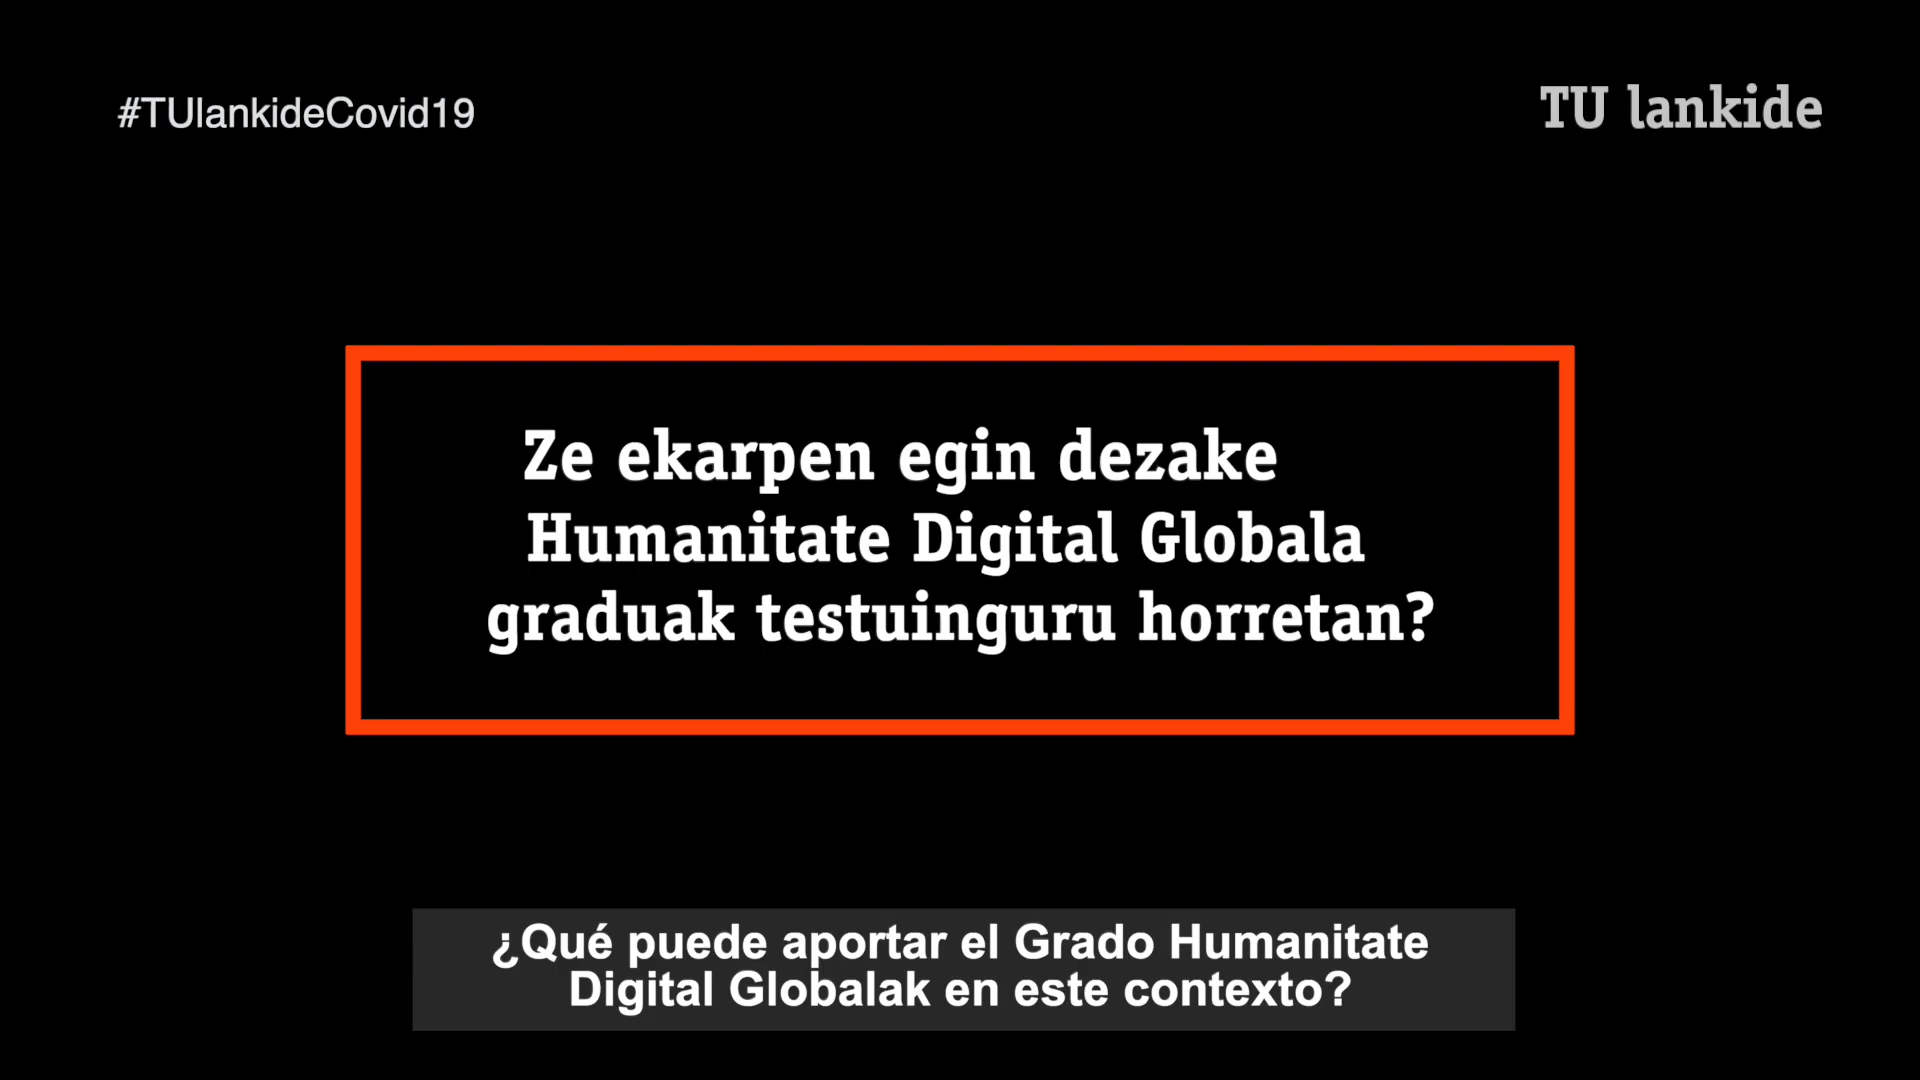 #TUlankideCovid19
TU lankide
Ze ekarpen egin dezake
Humanitate Digital Globala
graduak testuinguru horretan?
¿Qué puede aportar el Grado Humanitate
Digital Globalak en este contexto?